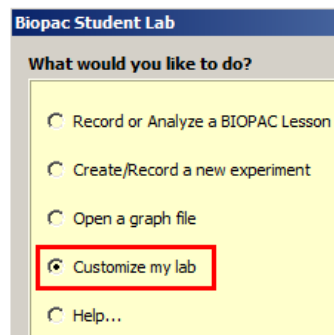 Biopac Student Lab
What would you like to do?
Record or Analyze a BIOPAC Lesson
Create/Record a new experiment
Open a graph file
Customize my lab
Help...